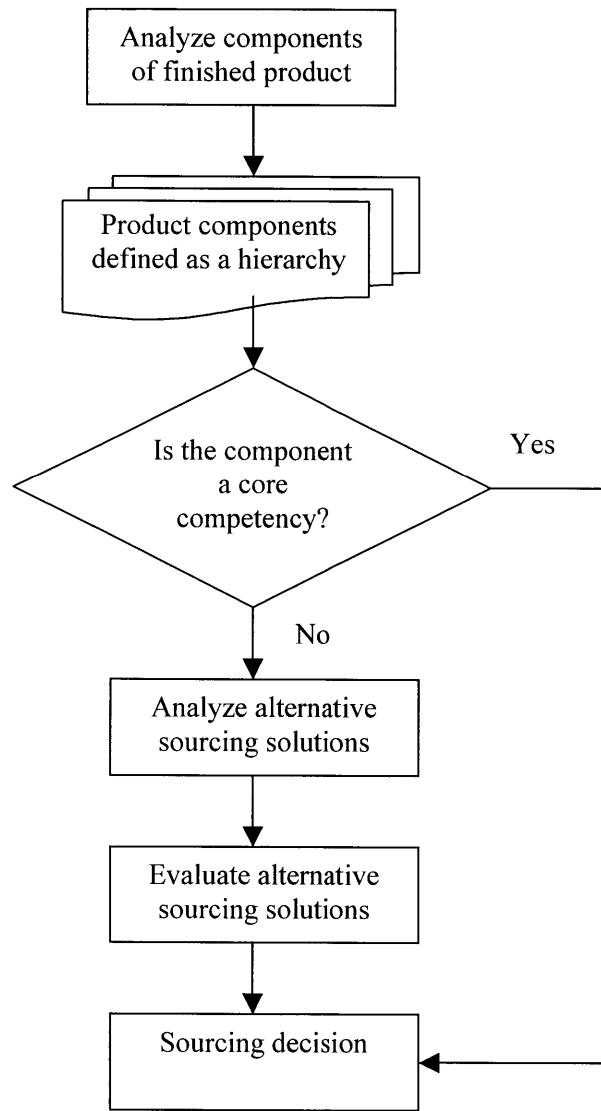 Analyze components
of finished product
Product components
defined as a hierarchy
Is the component
a core
competency?
Yes
No
Analyze alternative
sourcing solutions
Evaluate alternative
sourcing solutions
Sourcing decision